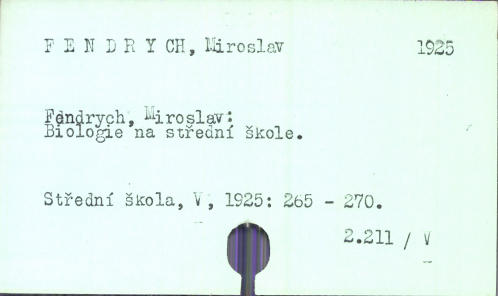 F E N D R Y CH, Miroslav 1925
Fendrych, Miroslav:
Biologie na střední škole.
Střední škola, V, 1925: 265 - 270.
2.211 / V